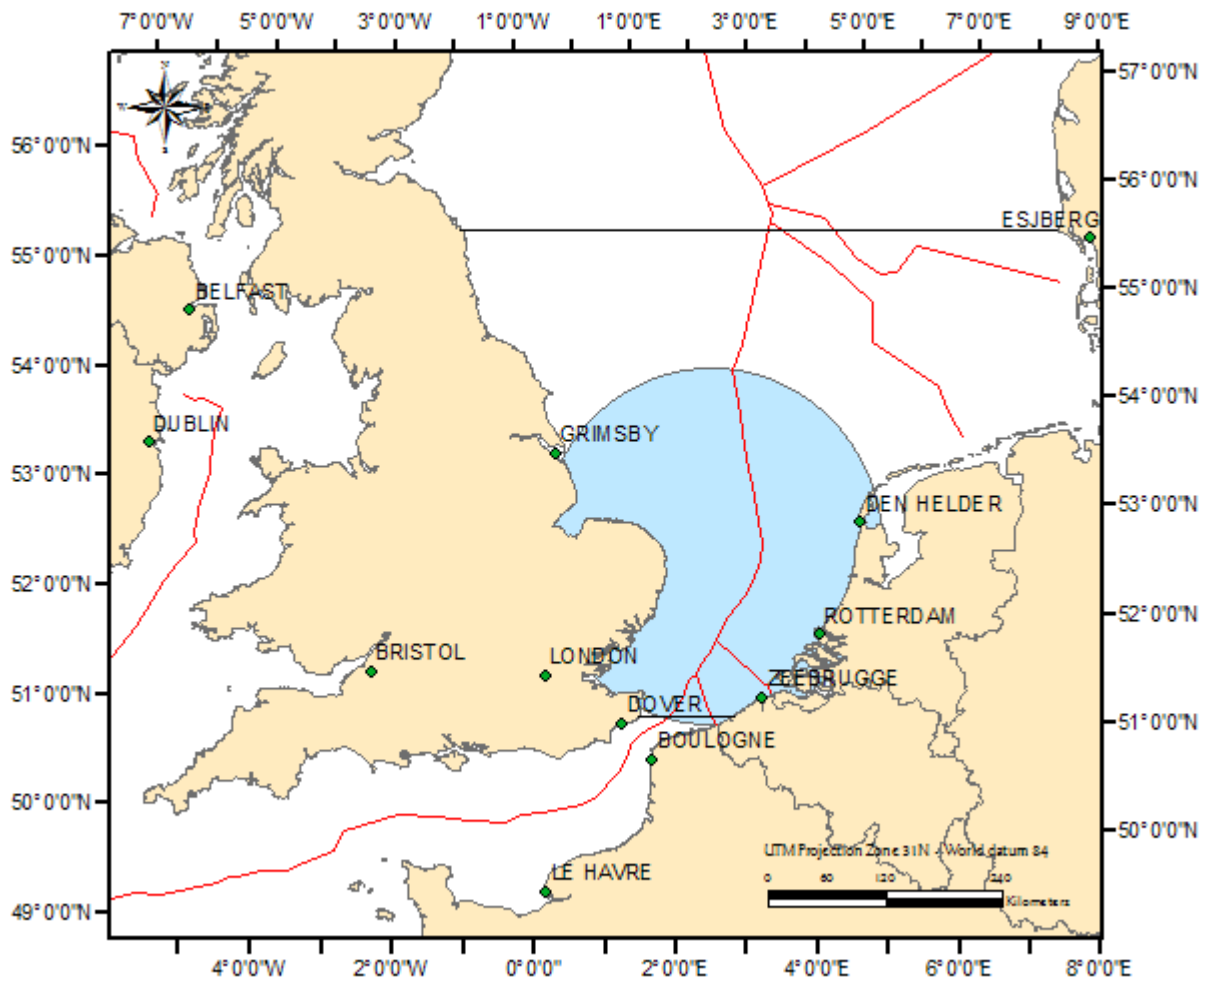 7°0'0"W 5°0'0"W 3°0'0"W 1°0'0"W 1°0'0"E 3°0'0"E 5°0'0"E 7°0'0"E 9°0'0"E
57°0'0"N
N
W
S
56°0'0"N
56°0'0"N
ESJBERG
55°0'0"N
55°0'0"N
BELFAST
54°0'0"N
54°0'0"N
DUBLIN
GRIMSBY
53°0'0"N
53°0'0"N
DEN HELDER
52°0'0"N
52°0'0"N
ROTTERDAM
BRISTOL
LONDON
ZEEBRUGGE
51°0'0"N
51°0'0"N
DOVER
BOULOGNE
50°0'0"N
50°0'0"N
UTM Projection Zone 31N - World datum 84
LE HAVRE
0 60 120 240
Kilometers
49°0'0"N
4°0'0"W 2°0'0"W 0°0'0"E 2°0'0"E 4°0'0"E 6°0'0"E 8°0'0"E